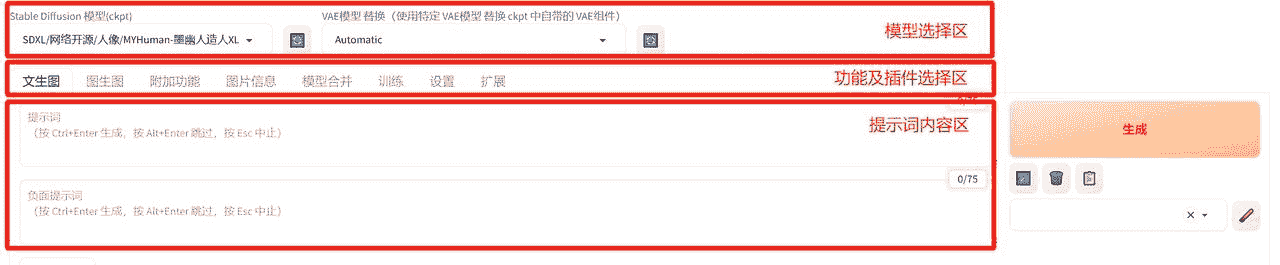 Stable Diffusion 模型(ckpt)
VAE模型 替换（使用特定 VAE模型 替换 ckpt 中自带的 VAE组件）
SDXL/网络开源/人像/MYHuman-墨幽人造人XL
Automatic
模型选择区
文生图 图生图 附加功能 图片信息 模型合并 训练 设置 扩展
功能及插件选择区
0/75
提示词
（按 Ctrl+Enter 生成，按 Alt+Enter 跳过，按 Esc 中止）
提示词内容区
生成
0/75
负面提示词
（按 Ctrl+Enter 生成，按 Alt+Enter 跳过，按 Esc 中止）